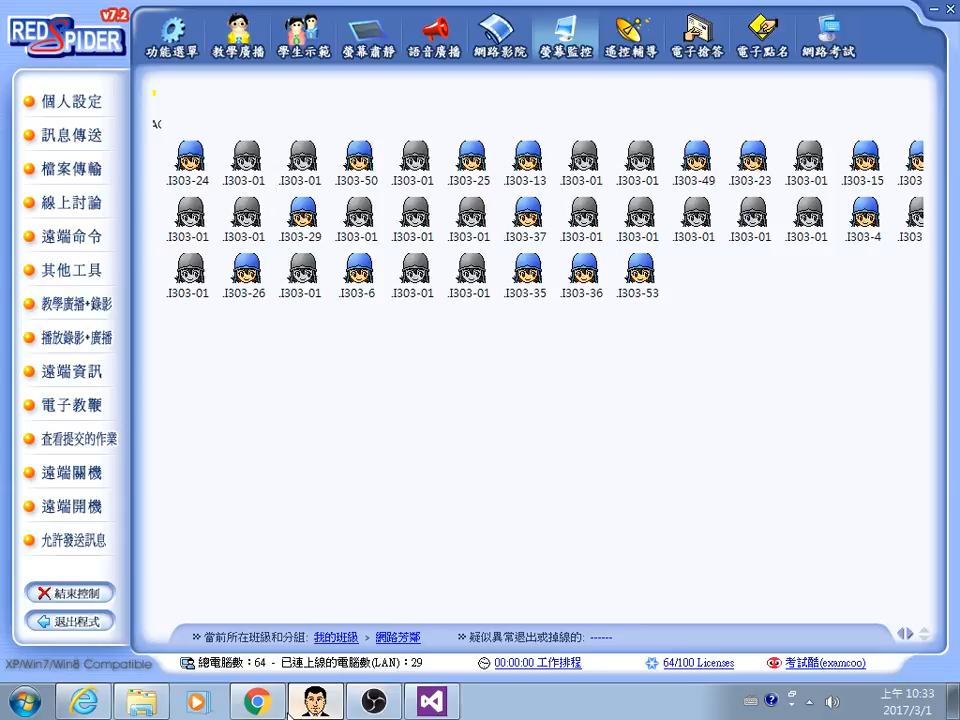 REDSPIDER v7.2
功能選單 教學廣播 學生示範 螢幕肅靜 語音廣播 網路影院 螢幕監控 遙控輔導 電子搶答 電子點名 網路考試
個人設定
訊息傳送
檔案傳輸
線上討論
遠端命令
其他工具
教學廣播+錄影
播放錄影+廣播
遠端資訊
電子教鞭
查看提交的作業
遠端關機
遠端開機
允許發送訊息
結束控制
退出程式
XP/Win7/Win8 Compatible
.I303-24 .I303-01 .I303-01 .I303-50 .I303-01 .I303-25 .I303-13 .I303-01 .I303-01 .I303-49 .I303-23 .I303-01 .I303-15 .I303
.I303-01 .I303-01 .I303-29 .I303-01 .I303-01 .I303-01 .I303-37 .I303-01 .I303-01 .I303-01 .I303-01 .I303-01 .I303-4 .I303
.I303-01 .I303-26 .I303-01 .I303-6 .I303-01 .I303-01 .I303-35 .I303-36 .I303-53
當前所在班級和分組: 我的班級 > 網路芳鄰 疑似異常退出或掉線的: ------
總電腦數：64 - 已連上線的電腦數(LAN)：29 00:00:00 工作排程 64/100 Licenses 考試酷(examcoo)
上午 10:33
2017/3/1